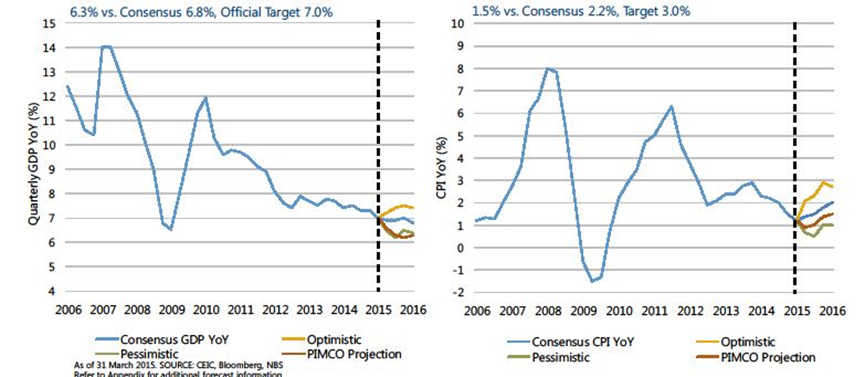 6.3% vs. Consensus 6.8%, Official Target 7.0%
Quarterly GDP YoY (%)
15
14
13
12
11
10
9
8
7
6
5
4
2006 2007 2008 2009 2010 2011 2012 2013 2014 2015 2016
Consensus GDP YoY
Optimistic
Pessimistic
PIMCO Projection
As of 31 March 2015. SOURCE: CEIC, Bloomberg, NBS
Refer to Appendix for additional forecast information
1.5% vs. Consensus 2.2%, Target 3.0%
CPI YoY (%)
10
9
8
7
6
5
4
3
2
1
0
-1
-2
2006 2007 2008 2009 2010 2011 2012 2013 2014 2015 2016
Consensus CPI YoY
Optimistic
Pessimistic
PIMCO Projection